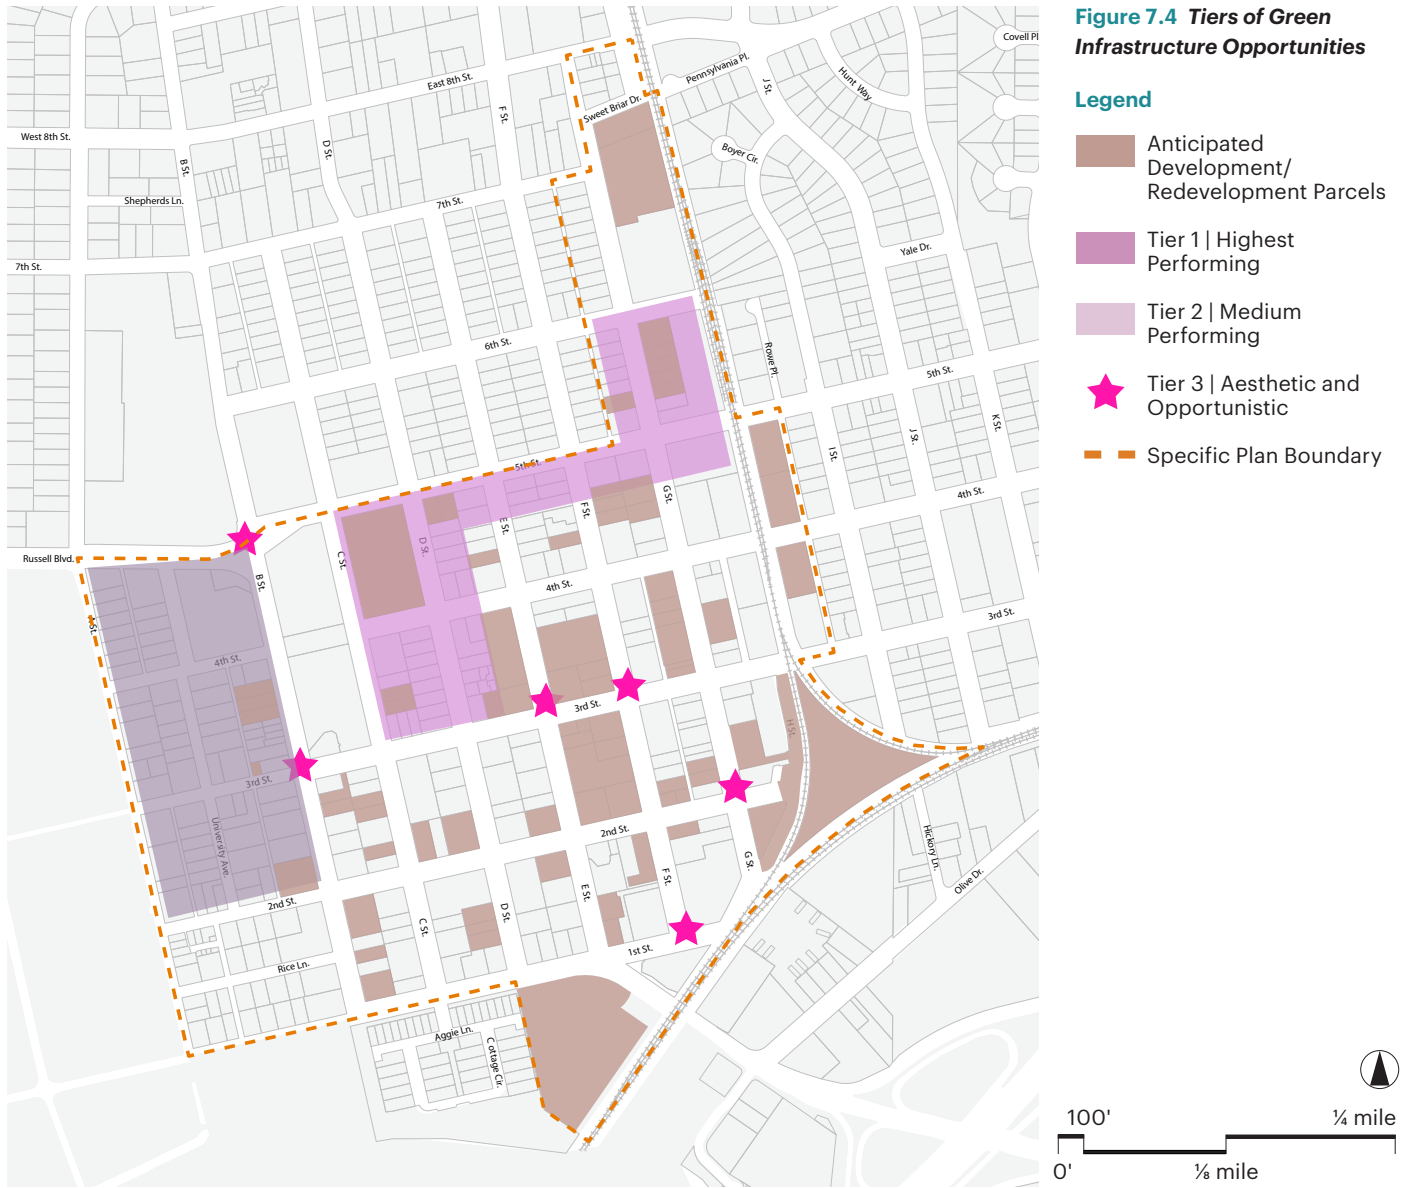 Figure 7.4 Tiers of Green
Infrastructure Opportunities
Legend
Anticipated
Development/
Redevelopment Parcels
Tier 1 | Highest
Performing
Tier 2 | Medium
Performing
Tier 3 | Aesthetic and
Opportunistic
Specific Plan Boundary
100'
¼ mile
0'
⅛ mile
Covell Pl
Pennsylvania Pl.
J St.
Hunt Way
East 8th St.
F St.
Sweet Briar Dr.
West 8th St.
B St.
D St.
Boyer Cir.
Shepherds Ln.
7th St.
Yale Dr.
7th St.
6th St.
Rowe Pl.
5th St.
K St.
J St.
I St.
5th St.
G St.
4th St.
F St.
E St.
D St.
C St.
Russell Blvd.
B St.
4th St.
3rd St.
A St.
4th St.
3rd St.
H St.
3rd St.
University Ave.
2nd St.
G St.
Hickory Ln.
Olive Dr.
F St.
E St.
D St.
C St.
2nd St.
1st St.
Rice Ln.
Aggie Ln.
Cottage Cir.